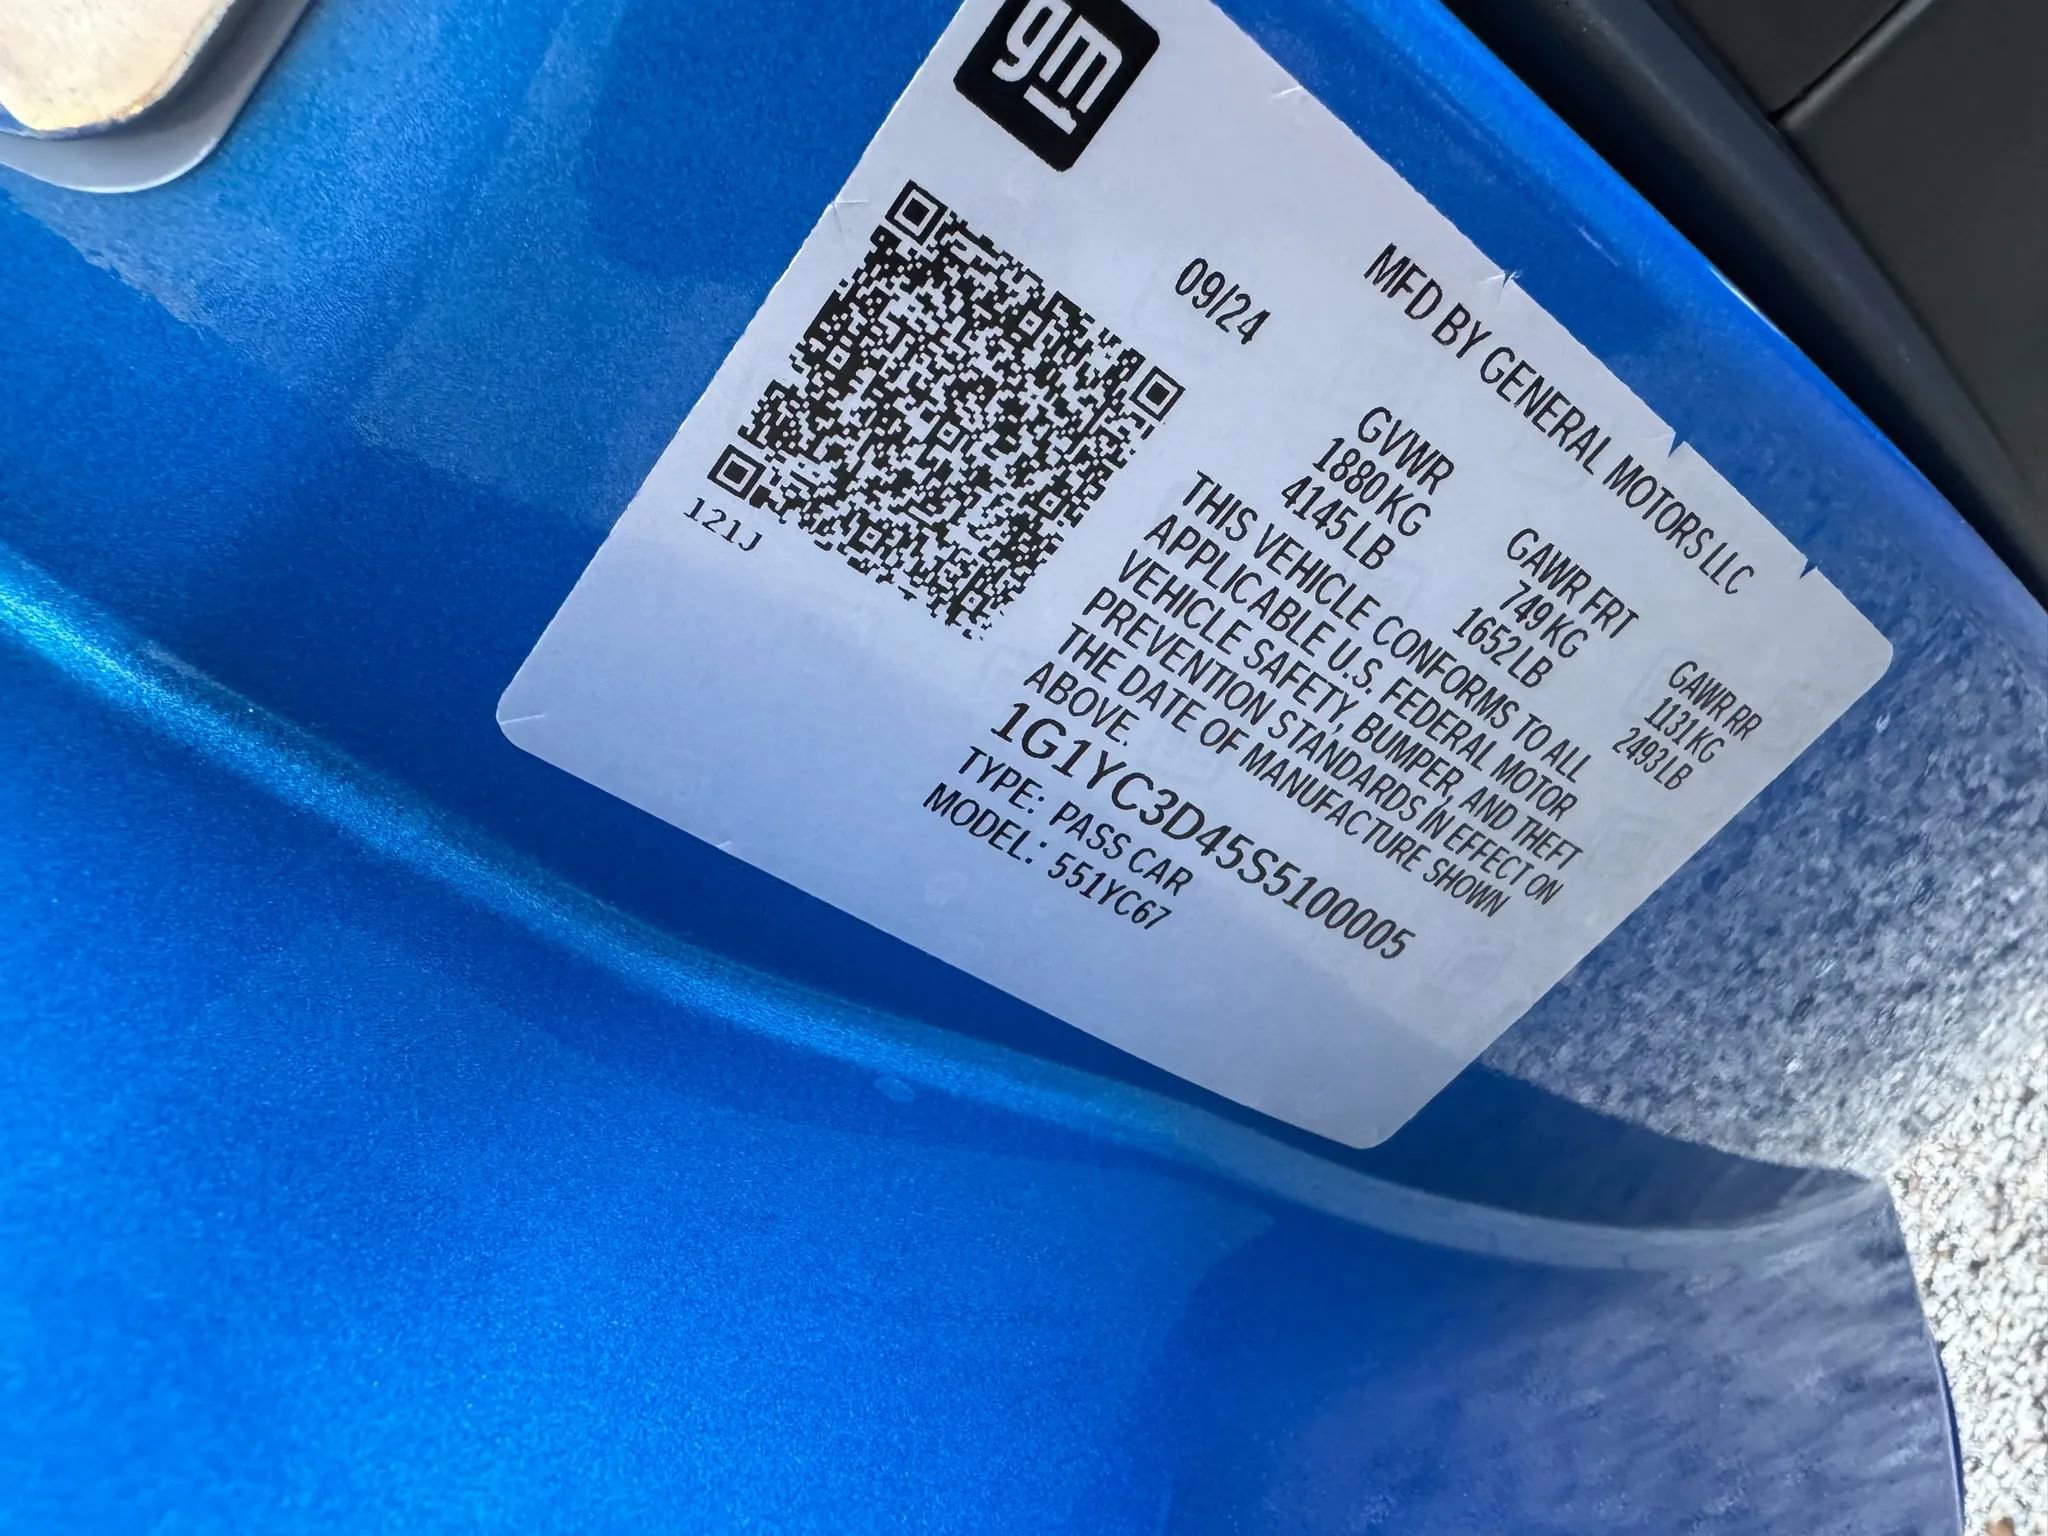 gm
MFD BY GENERAL MOTORS LLC
09/24
GVWR
1880 KG
4145 LB
GAWR FRT
749 KG
1652 LB
GAWR RR
1131 KG
2493 LB
THIS VEHICLE CONFORMS TO ALL
APPLICABLE U.S. FEDERAL MOTOR
VEHICLE SAFETY, BUMPER, AND THEFT
PREVENTION STANDARDS IN EFFECT ON
THE DATE OF MANUFACTURE SHOWN
ABOVE.
1G1YC3D45S5100005
TYPE: PASS CAR
MODEL: 551YC67
121J